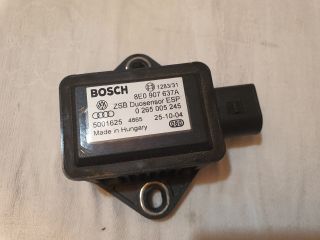 BOSCH
1283/31
8E0 907 637A
ZSB Duosensor ESP
0 265 005 245
5001625 4865 25-10-04
Made in Hungary